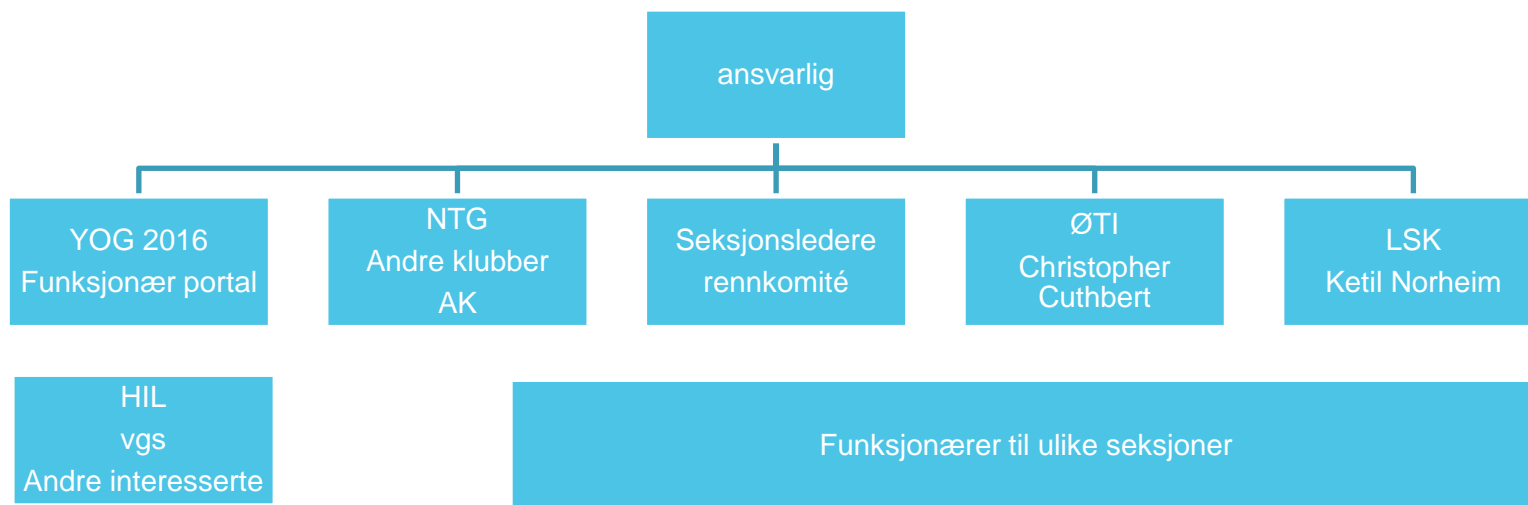 ansvarlig
YOG 2016
Funksjonær portal
NTG
Andre klubber
AK
Seksjonsledere
rennkomité
ØTI
Christopher
Cuthbert
LSK
Ketil Norheim
HIL
vgs
Andre interesserte
Funksjonærer til ulike seksjoner